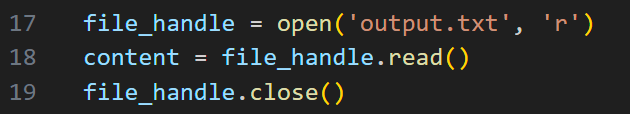 17 file_handle = open('output.txt', 'r')
18 content = file_handle.read()
19 file_handle.close()